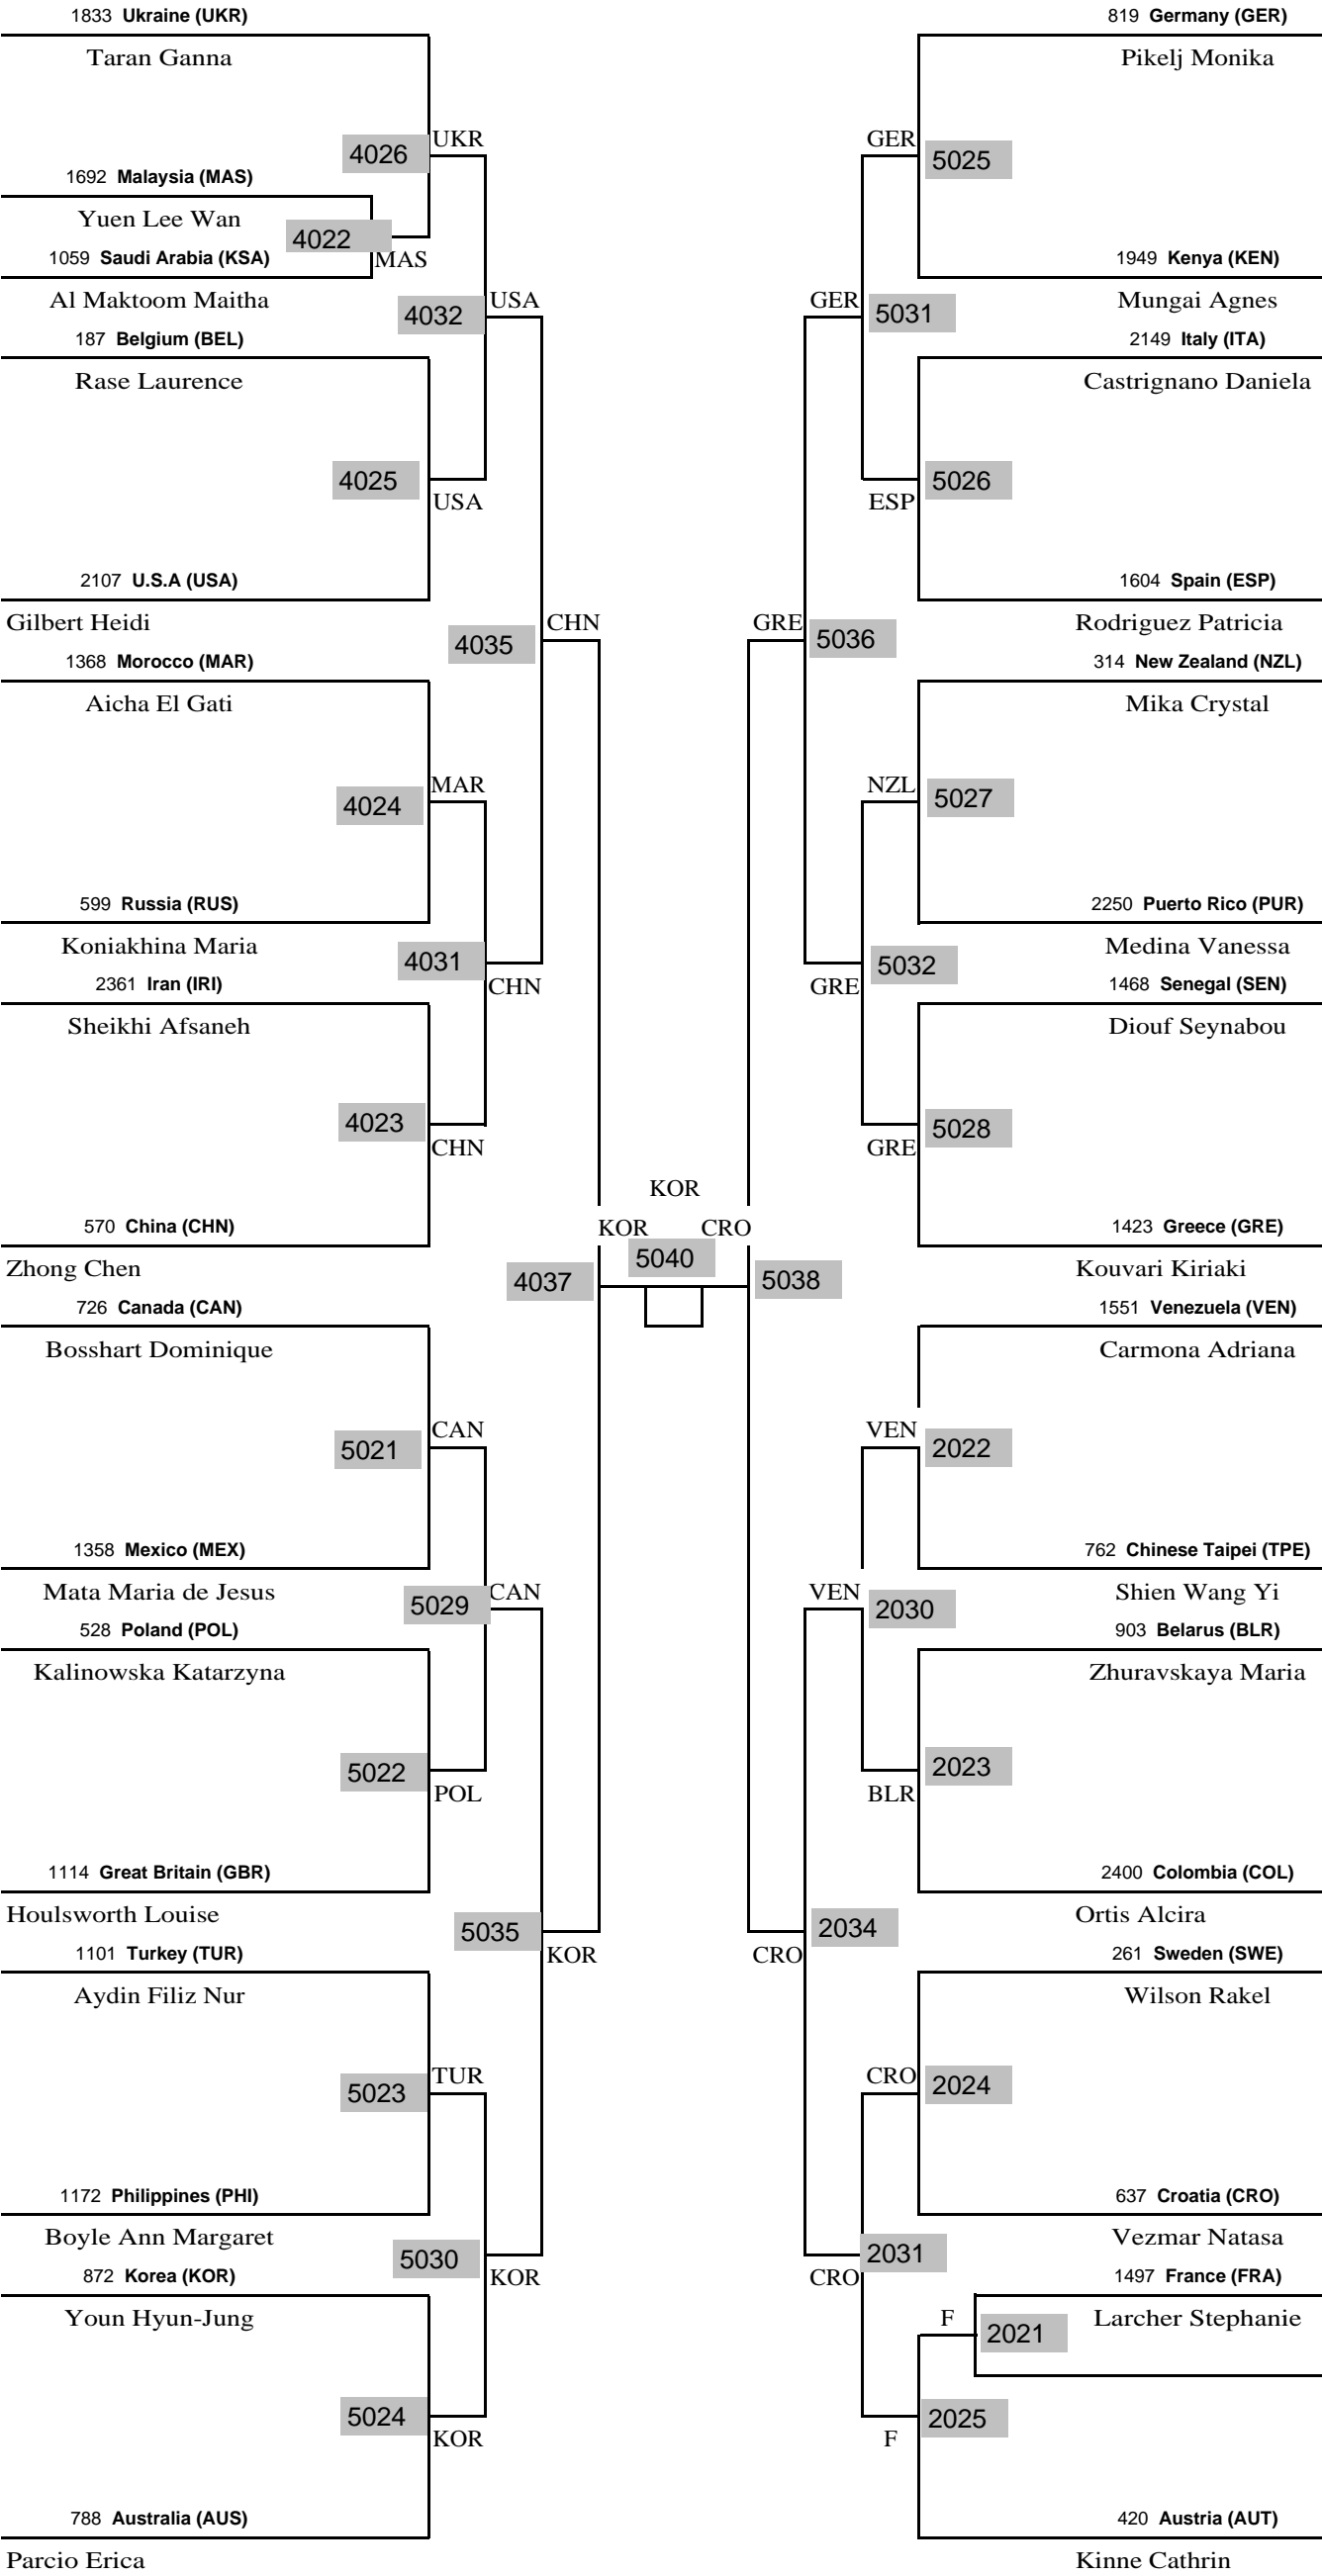 1833 Ukraine (UKR)
Taran Ganna
4026
UKR
1692 Malaysia (MAS)
Yuen Lee Wan
4022
MAS
1059 Saudi Arabia (KSA)
Al Maktoom Maitha
4032
USA
187 Belgium (BEL)
Rase Laurence
4025
USA
2107 U.S.A (USA)
Gilbert Heidi
4035
CHN
1368 Morocco (MAR)
Aicha El Gati
4024
MAR
599 Russia (RUS)
Koniakhina Maria
4031
CHN
2361 Iran (IRI)
Sheikhi Afsaneh
4023
CHN
570 China (CHN)
Zhong Chen
4037
KOR
726 Canada (CAN)
Bosshart Dominique
5021
CAN
1358 Mexico (MEX)
Mata Maria de Jesus
5029
CAN
528 Poland (POL)
Kalinowska Katarzyna
5022
POL
1114 Great Britain (GBR)
Houlsworth Louise
5035
KOR
1101 Turkey (TUR)
Aydin Filiz Nur
5023
TUR
1172 Philippines (PHI)
Boyle Ann Margaret
5030
KOR
872 Korea (KOR)
Youn Hyun-Jung
5024
KOR
788 Australia (AUS)
Parcio Erica
KOR
5040
819 Germany (GER)
Pikelj Monika
GER
5025
1949 Kenya (KEN)
Mungai Agnes
GER
5031
2149 Italy (ITA)
Castrignano Daniela
5026
ESP
1604 Spain (ESP)
Rodriguez Patricia
GRE
5036
314 New Zealand (NZL)
Mika Crystal
NZL
5027
2250 Puerto Rico (PUR)
Medina Vanessa
5032
GRE
1468 Senegal (SEN)
Diouf Seynabou
5028
GRE
1423 Greece (GRE)
Kouvari Kiriaki
CRO
5038
1551 Venezuela (VEN)
Carmona Adriana
VEN
2022
762 Chinese Taipei (TPE)
Shien Wang Yi
VEN
2030
903 Belarus (BLR)
Zhuravskaya Maria
2023
BLR
2400 Colombia (COL)
Ortis Alcira
2034
CRO
261 Sweden (SWE)
Wilson Rakel
CRO
2024
637 Croatia (CRO)
Vezmar Natasa
2031
CRO
1497 France (FRA)
Larcher Stephanie
F
2021
2025
F
420 Austria (AUT)
Kinne Cathrin